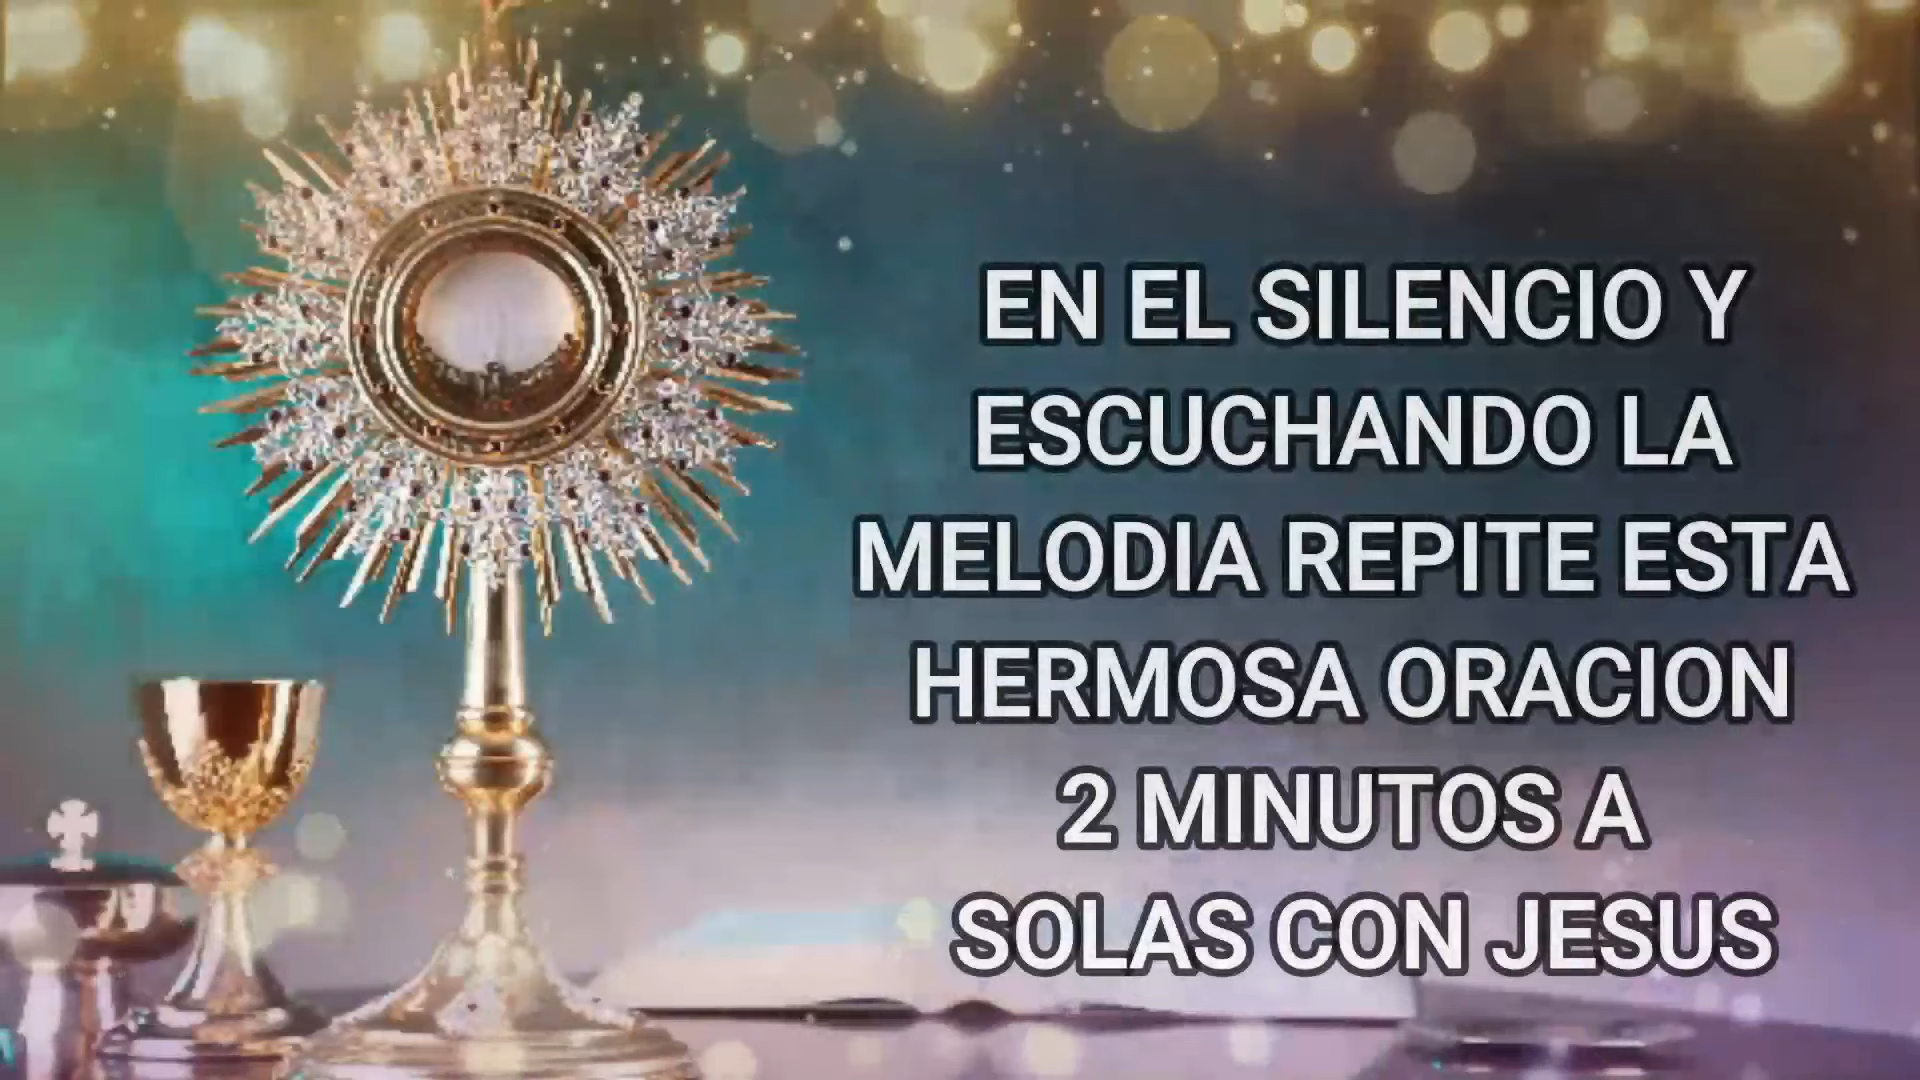 EN EL SILENCIO Y
ESCUCHANDO LA
MELODIA REPITE ESTA
HERMOSA ORACION
2 MINUTOS A
SOLAS CON JESUS